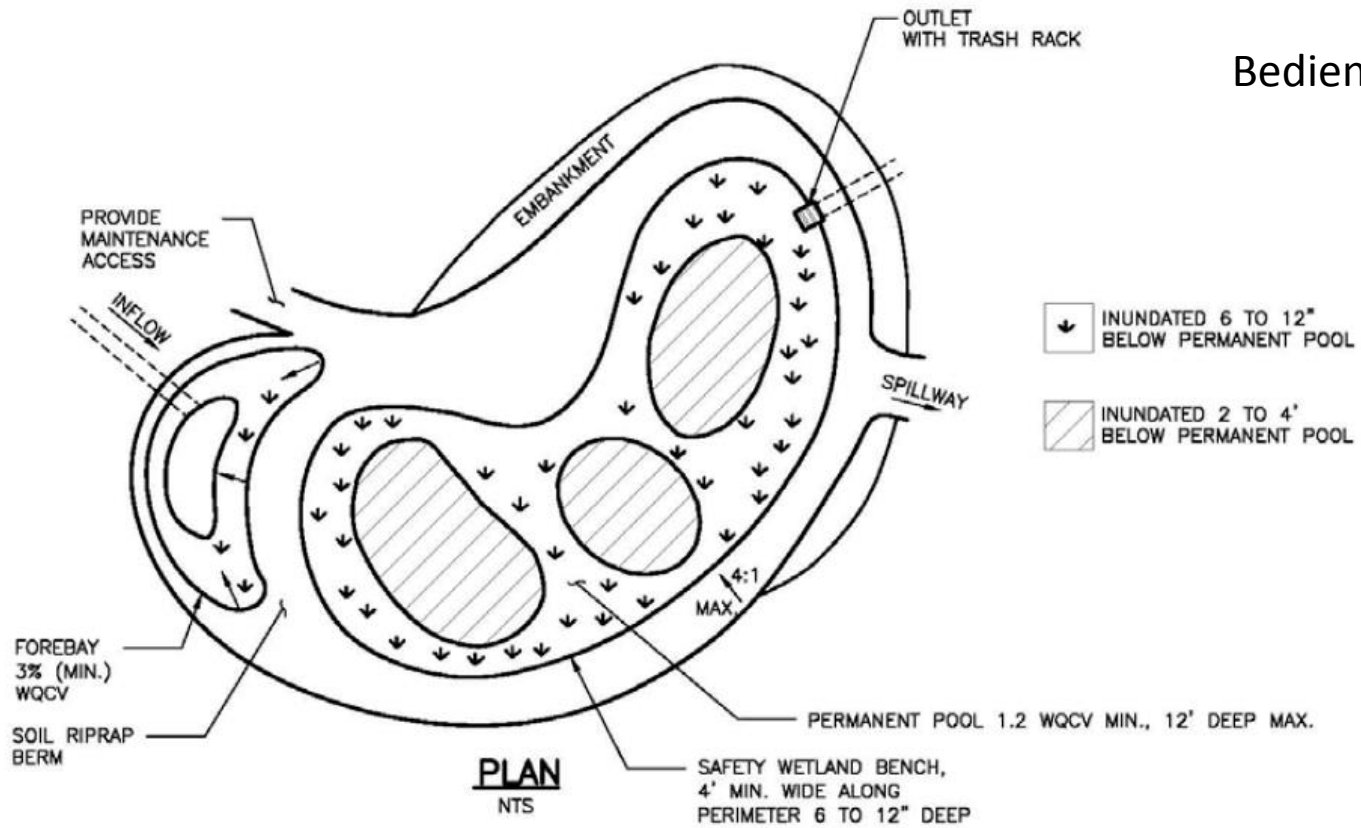 OUTLET
WITH TRASH RACK
Bedien
EMBANKMENT
PROVIDE
MAINTENANCE
ACCESS
INFLOW
INUNDATED 6 TO 12"
BELOW PERMANENT POOL
SPILLWAY
INUNDATED 2 TO 4'
BELOW PERMANENT POOL
4:1
MAX.
FOREBAY
3% (MIN.)
WQCV
SOIL RIPRAP
BERM
PERMANENT POOL 1.2 WQCV MIN., 12' DEEP MAX.
PLAN
NTS
SAFETY WETLAND BENCH,
4' MIN. WIDE ALONG
PERIMETER 6 TO 12" DEEP